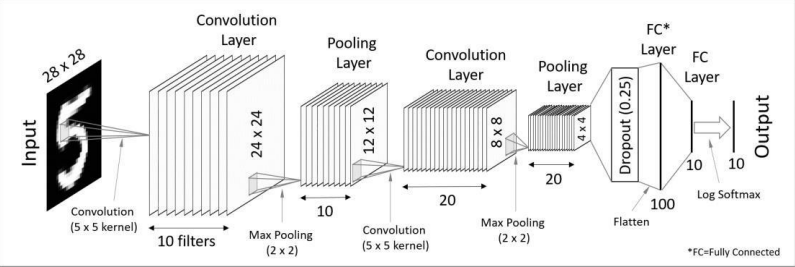 Input
28 x 28
Convolution
(5 x 5 kernel)
Convolution
Layer
24 x 24
10 filters
Max Pooling
(2 x 2)
Pooling
Layer
12 x 12
10
Convolution
(5 x 5 kernel)
Convolution
Layer
8 x 8
20
Max Pooling
(2 x 2)
Pooling
Layer
4 x 4
20
Dropout (0.25)
Flatten
FC*
Layer
100
FC
Layer
10
Log Softmax
10
Output
*FC=Fully Connected